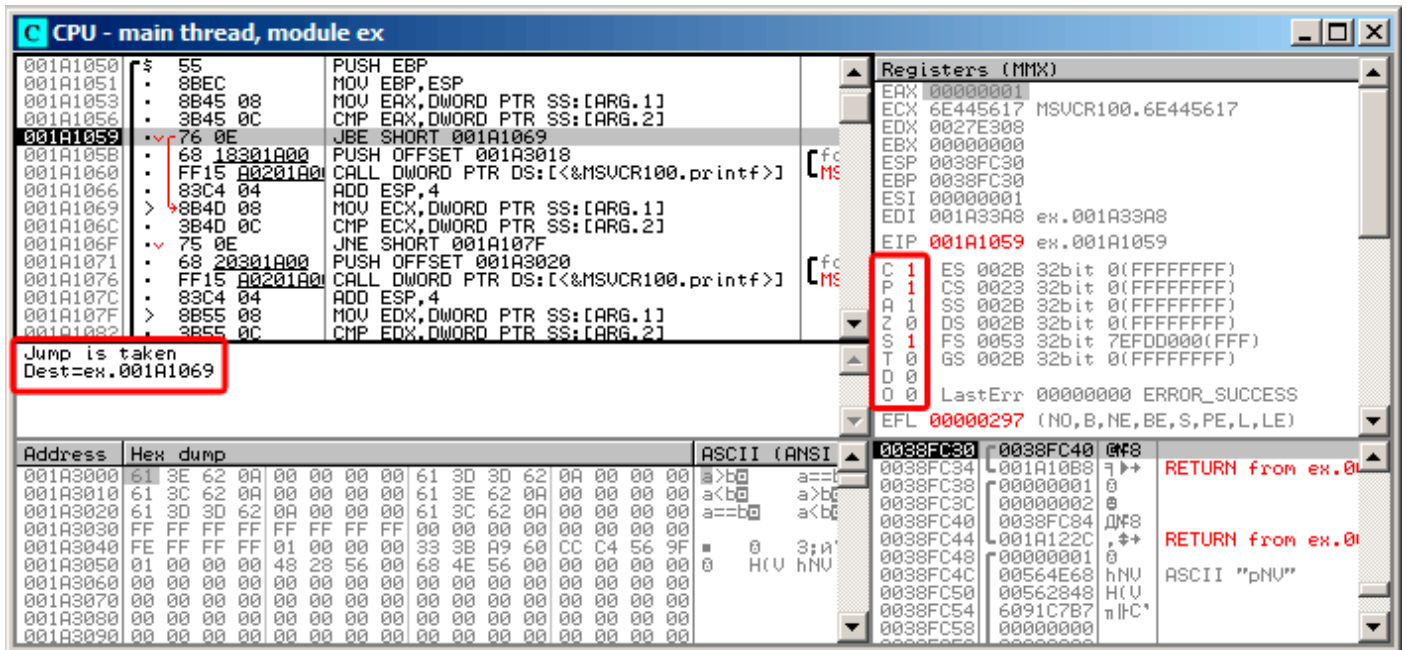 C CPU - main thread, module ex
001A1050 $ 55 PUSH EBP
001A1051 . 8BEC MOV EBP,ESP
001A1053 . 8B45 08 MOV EAX,DWORD PTR SS:[ARG.1]
001A1056 . 3B45 0C CMP EAX,DWORD PTR SS:[ARG.2]
001A1059 . 76 0E JBE SHORT 001A1069
001A105B . 68 18301A00 PUSH OFFSET 001A3018
001A1060 . FF15 A0201A00 CALL DWORD PTR DS:[<&MSVCR100.printf>]
001A1066 . 83C4 04 ADD ESP,4
001A1069 > 8B4D 08 MOV ECX,DWORD PTR SS:[ARG.1]
001A106C . 3B4D 0C CMP ECX,DWORD PTR SS:[ARG.2]
001A106F . 75 0E JNE SHORT 001A107F
001A1071 . 68 20301A00 PUSH OFFSET 001A3020
001A1076 . FF15 A0201A00 CALL DWORD PTR DS:[<&MSVCR100.printf>]
001A107C . 83C4 04 ADD ESP,4
001A107F > 8B55 08 MOV EDX,DWORD PTR SS:[ARG.1]
001A1082 . 3B55 0C CMP EDX,DWORD PTR SS:[ARG.2]
Jump is taken
Dest=ex.001A1069
Registers (MMX)
EAX 00000001
ECX 6E445617 MSVCR100.6E445617
EDX 0027E308
EBX 00000000
ESP 0038FC30
EBP 0038FC30
ESI 00000001
EDI 001A33A8 ex.001A33A8
EIP 001A1059 ex.001A1059
C 1 ES 002B 32bit 0(FFFFFFFF)
P 1 CS 0023 32bit 0(FFFFFFFF)
A 1 SS 002B 32bit 0(FFFFFFFF)
Z 0 DS 002B 32bit 0(FFFFFFFF)
S 1 FS 0053 32bit 7EFDD000(FFF)
T 0 GS 002B 32bit 0(FFFFFFFF)
D 0
O 0 LastErr 00000000 ERROR_SUCCESS
EFL 00000297 (NO,B,NE,BE,S,PE,L,LE)
Address Hex dump ASCII (ANSI
001A3000 61 3E 62 0A 00 00 00 00 61 3D 3D 62 0A 00 00 00 a>b a==b
001A3010 61 3C 62 0A 00 00 00 00 61 3E 62 0A 00 00 00 00 a<b a>b
001A3020 61 3D 3D 62 0A 00 00 00 61 3C 62 0A 00 00 00 00 a==b a<b
001A3030 FF FF FF FF FF FF FF FF 00 00 00 00 00 00 00 00
001A3040 FE FF FF FF 01 00 00 00 33 3B A9 60 CC C4 56 9F 3;
001A3050 01 00 00 00 48 28 56 00 68 4E 56 00 00 00 00 00 H(V hNV
001A3060 00 00 00 00 00 00 00 00 00 00 00 00 00 00 00 00
001A3070 00 00 00 00 00 00 00 00 00 00 00 00 00 00 00 00
001A3080 00 00 00 00 00 00 00 00 00 00 00 00 00 00 00 00
001A3090 00 00 00 00 00 00 00 00 00 00 00 00 00 00 00 00
0038FC30 0038FC40
0038FC34 001A10B8 RETURN from ex.0
0038FC38 00000001
0038FC3C 00000002
0038FC40 0038FC84
0038FC44 001A122C RETURN from ex.0
0038FC48 00000001
0038FC4C 00564E68 hNV ASCII "pNV"
0038FC50 00562848 H(V
0038FC54 6091C7B7
0038FC58 00000000